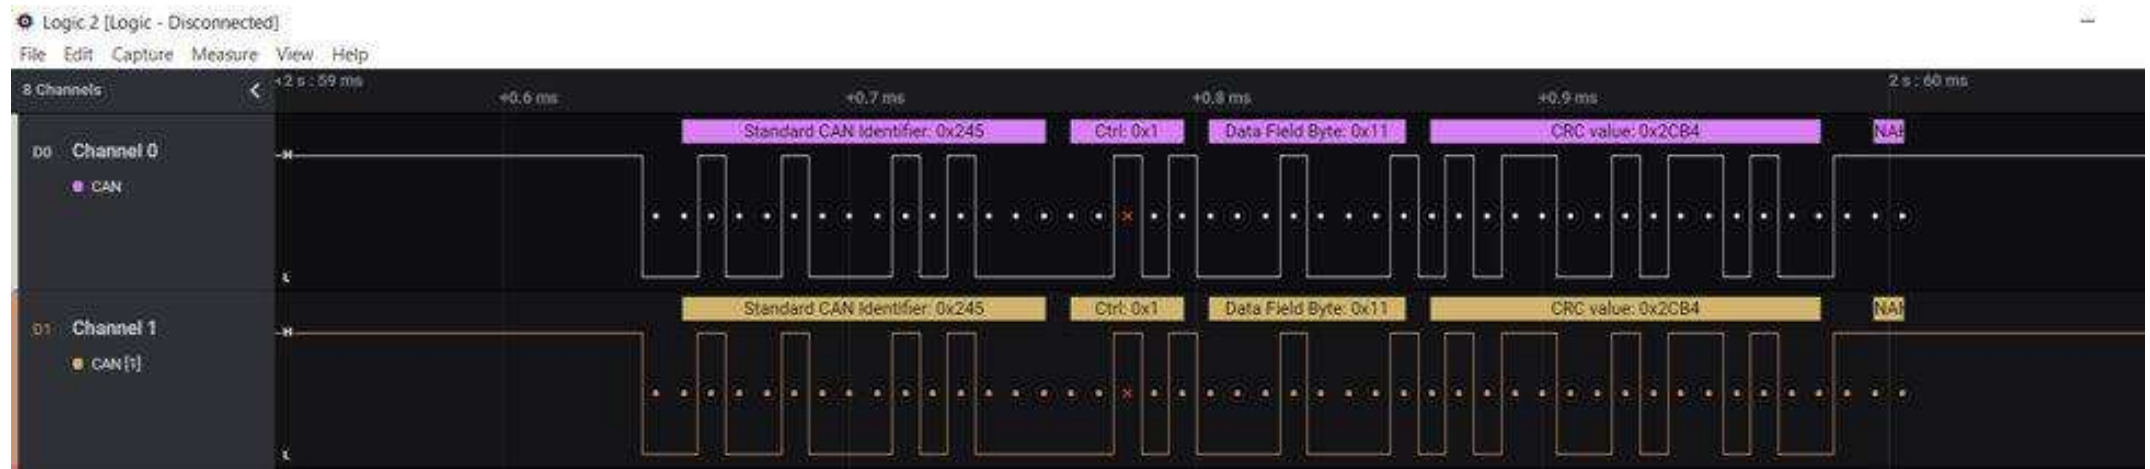 Logic 2 [Logic - Disconnected]
File Edit Capture Measure View Help
8 Channels
+2 s : 59 ms
+0.6 ms +0.7 ms +0.8 ms +0.9 ms
2 s : 60 ms
Standard CAN Identifier: 0x245 Ctrl: 0x1 Data Field Byte: 0x11 CRC value: 0x2CB4 NAK
D0 Channel 0
H
CAN
L
Standard CAN Identifier: 0x245 Ctrl: 0x1 Data Field Byte: 0x11 CRC value: 0x2CB4 NAK
D1 Channel 1
H
CAN [1]
L